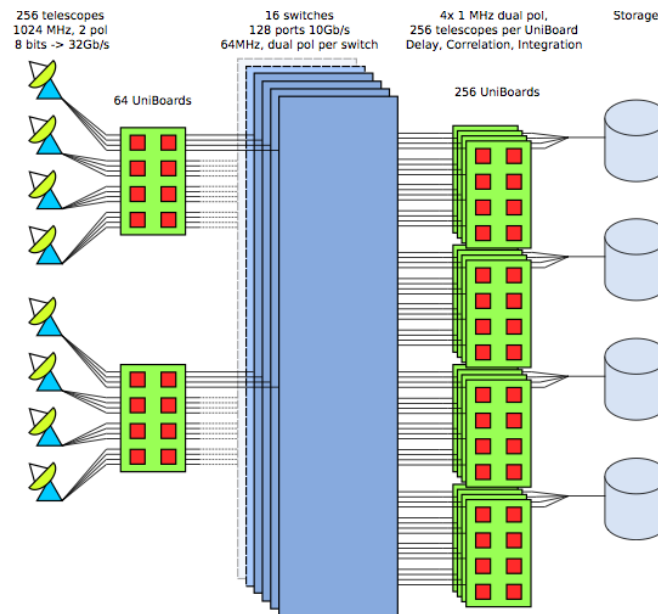 256 telescopes
1024 MHz, 2 pol
8 bits -> 32Gb/s
16 switches
128 ports 10Gb/s
64MHz, dual pol per switch
4x 1 MHz dual pol,
256 telescopes per UniBoard
Delay, Correlation, Integration
Storage
64 UniBoards
256 UniBoards